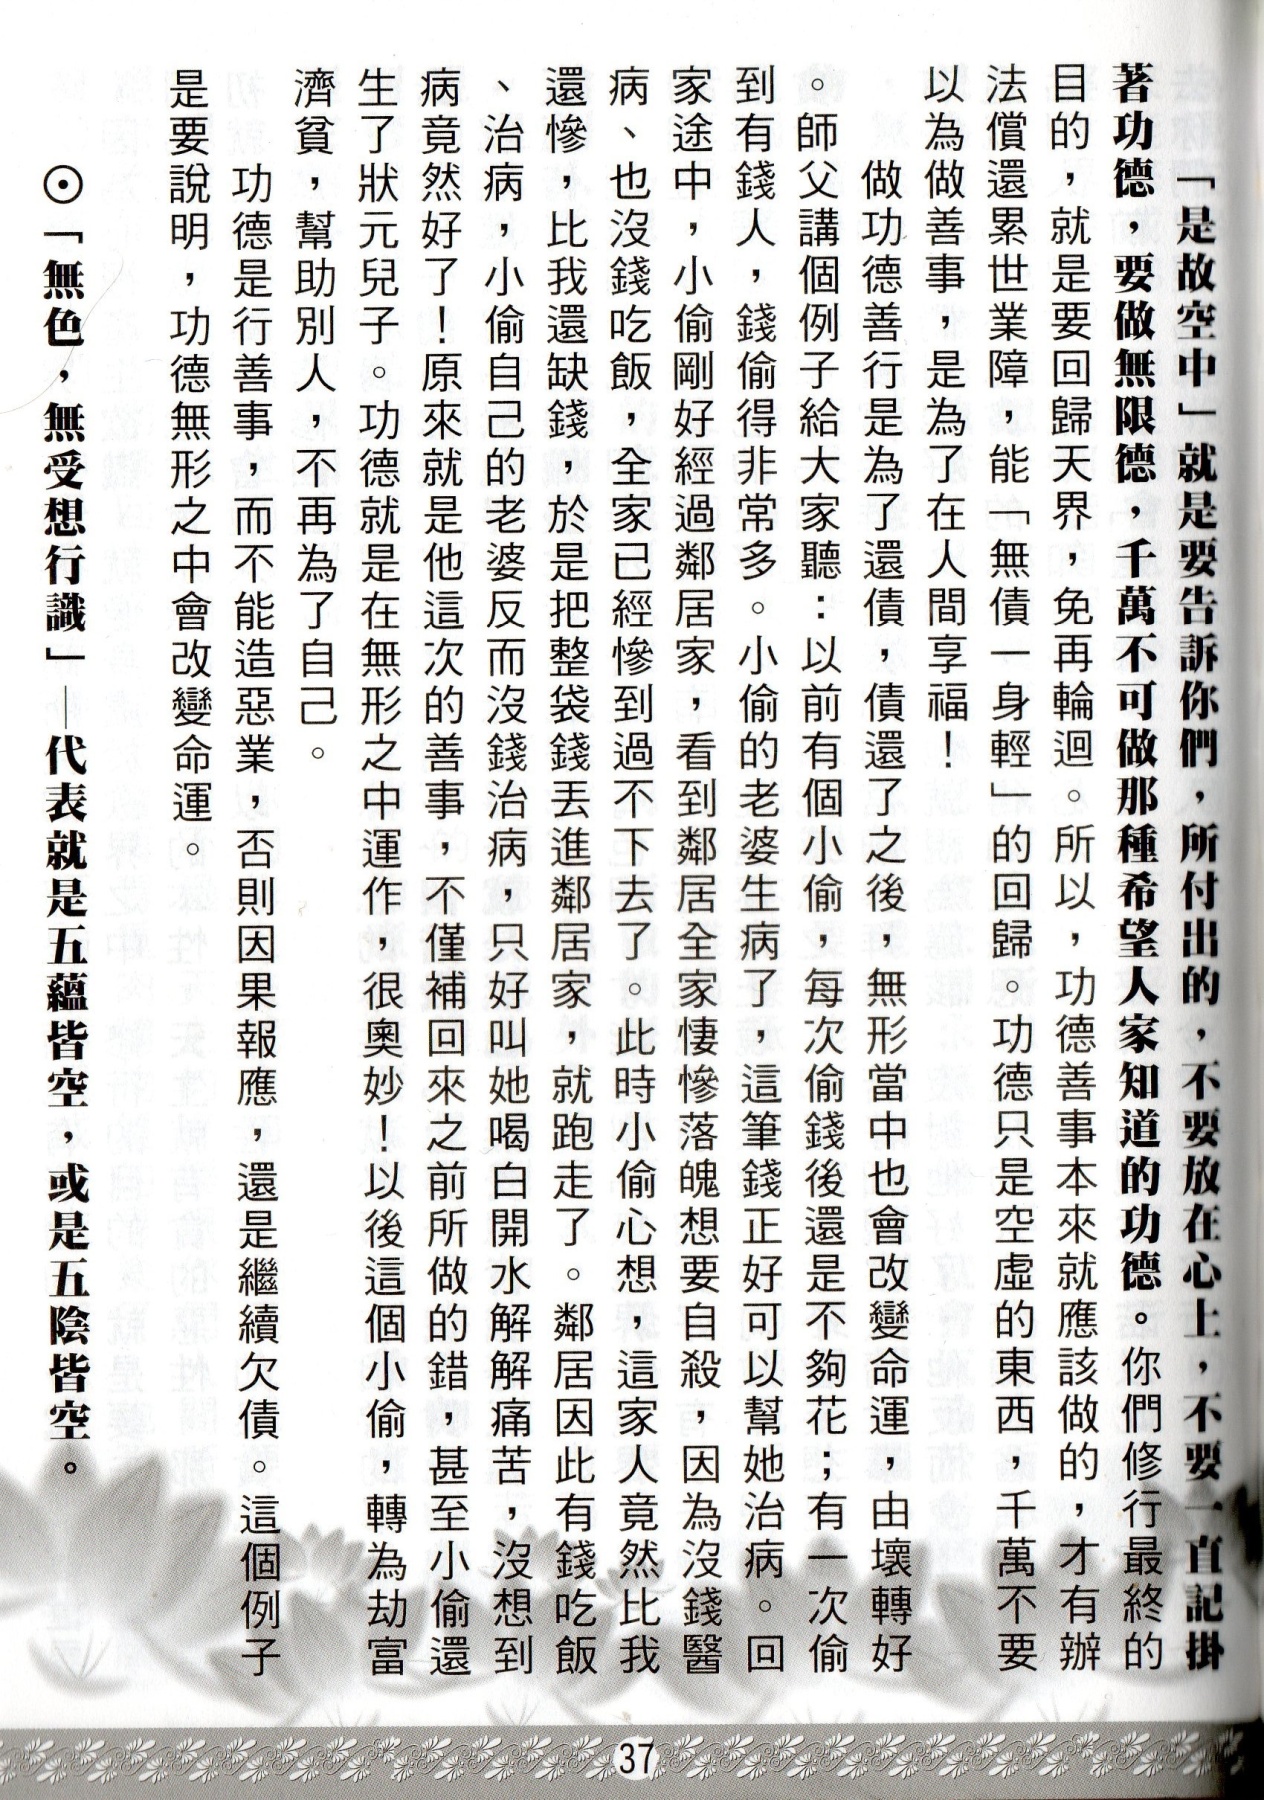 「是故空中」就是要告訴你們，所付出的，不要放在心上，不要一直記掛
著功德，要做無限德，千萬不可做那種希望人家知道的功德。你們修行最終的
目的，就是要回歸天界，免再輪迴。所以，功德善事本來就應該做的，才有辦
法償還累世業障，能「無債一身輕」的回歸。功德只是空虛的東西，千萬不要
以為做善事，是為了在人間享福！
做功德善行是為了還債，債還了之後，無形當中也會改變命運，由壞轉好
。師父講個例子給大家聽：以前有個小偷，每次偷錢後還是不夠花；有一次偷
到有錢人，錢偷得非常多。小偷的老婆生病了，這筆錢正好可以幫她治病。回
家途中，小偷剛好經過鄰居家，看到鄰居全家悽慘落魄想要自殺，因為沒錢醫
病、也沒錢吃飯，全家已經慘到過不下去了。此時小偷心想，這家人竟然比我
還慘，比我還缺錢，於是把整袋錢丟進鄰居家，就跑走了。鄰居因此有錢吃飯
、治病，小偷自己的老婆反而沒錢治病，只好叫她喝白開水解解痛苦，沒想到
病竟然好了！原來就是他這次的善事，不僅補回來之前所做的錯，甚至小偷還
生了狀元兒子。功德就是在無形之中運作，很奧妙！以後這個小偷，轉為劫富
濟貧，幫助別人，不再為了自己。
功德是行善事，而不能造惡業，否則因果報應，還是繼續欠債。這個例子
是要說明，功德無形之中會改變命運。
⊙「無色，無受想行識」—代表就是五蘊皆空，或是五陰皆空。
37